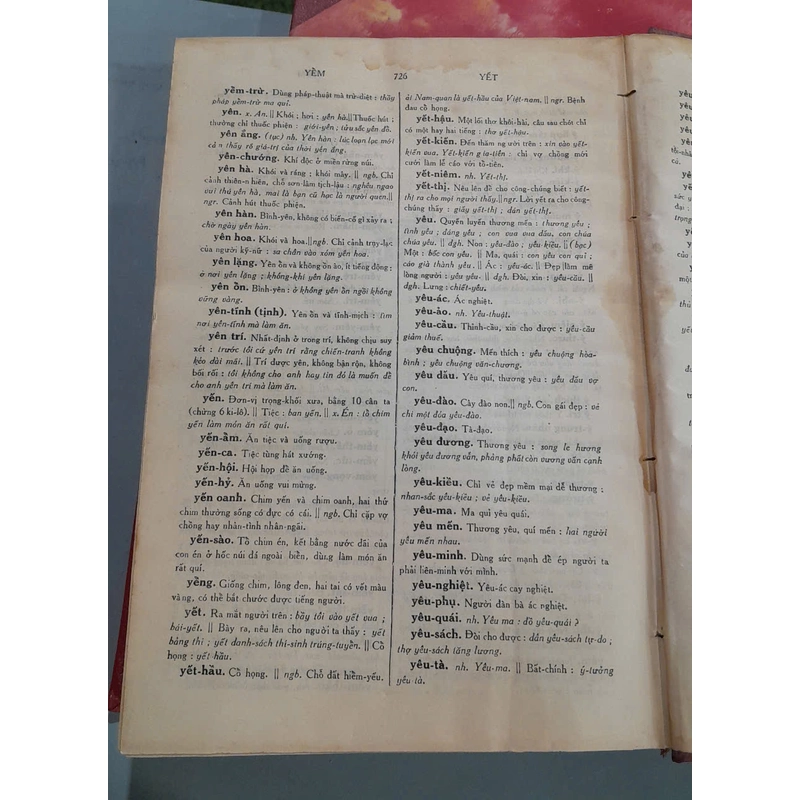 YỂM 726 YẾT
yểm-trừ. Dùng pháp-thuật mà trừ-diệt : thầy
pháp yểm-trừ ma quỉ.
yên. x. An. || Khói ; hơi : yên hà.||Thuốc hút ;
thường chỉ thuốc phiện : giới-yên ; tửu sắc yên đổ.
yên ắng. (tục) nh. Yên hàn : lúc loạn lạc mới
cần thầy rõ giá-trị của thời yên ắng.
yên-chướng. Khí độc ở miền rừng núi.
yên hà. Khói và ráng ; khói mây. || ngb. Chỉ
cảnh thiên-nhiên, chỗ sơn-lâm tịch-lậu : nghêu ngao
vui thú yên hà, mai là bạn cũ hạc là người quen.||
ngr. Cảnh hút thuốc phiện.
yên hàn. Bình-yên, không có biến-cố gì xảy ra ;
chờ ngày yên hàn.
yên hoa. Khói và hoa.||ngb. Chỉ cảnh trụy-lạc
của người kỹ-nữ : sa chân vào xóm yên hoa.
yên lặng. Yên ổn và không ồn ào, ít tiếng động :
ở nơi yên lặng ; không-khí yên lặng.
yên ổn. Bình-yên : ở không yên ổn ngồi không
vững vàng.
yên-tĩnh (tịnh). Yên ổn và tĩnh-mịch : tìm
nơi yên-tĩnh mà làm ăn.
yên trí. Nhất-định ở trong trí, không chịu suy
xét : trước tôi cứ yên trí rằng chiến-tranh không
kéo dài mãi. || Trí được yên, không bận rộn, không
bối rối : tôi không cho anh hay tin đó là muốn để
cho anh yên trí mà làm ăn.
yến. Đơn-vị trọng-khối xưa, bằng 10 cân ta
(chừng 6 ki-lô). || Tiệc : ban yến. || x. Én : tổ chim
yến làm món ăn rất quí.
yến-ẩm. Ăn tiệc và uống rượu.
yến-ca. Tiệc tùng hát xướng.
yến-hội. Hội họp để ăn uống.
yến-hỷ. Ăn uống vui mừng.
yến oanh. Chim yến và chim oanh, hai thứ
chim thường sống có đực có cái. || ngb. Chỉ cặp vợ
chồng hay nhân-tình nhân-ngãi.
yến-sào. Tổ chim én, kết bằng nước dãi của
con én ở hốc núi đá ngoài biển, dùng làm món ăn
rất quí.
yểng. Giống chim, lông đen, hai tai có vết màu
vàng, có thể bắt chước được tiếng người.
yết. Ra mắt người trên : bầy tôi vào yết vua ;
bái-yết. || Bày ra, nêu lên cho người ta thấy : yết
bảng thi ; yết danh-sách thí-sinh trúng-tuyển. || Cổ
họng : yết hầu.
yết-hầu. Cổ họng. || ngb. Chỗ đất hiểm-yếu.
ải Nam-quan là yết-hầu của Việt-nam. || ngr. Bệnh
đau cổ họng.
yết-hậu. Một lối thơ khôi-hài, câu sau chót chỉ
có một hay hai tiếng : thơ yết-hậu.
yết-kiến. Đến thăm người trên : xin vào yết-
kiến vua. Yết-kiến gia-tiên : chỉ vợ chồng mới
cưới làm lễ cáo với tổ-tiên.
yết-niêm. nh. Yết-thị.
yết-thị. Nêu lên để cho công-chúng biết : yết-
thị ra cho mọi người thấy.||ngr. Lời yết ra cho công-
chúng thấy : giấy yết-thị ; dán yết-thị.
yêu. Quyến luyến thương mến : thương yêu ;
tình yêu ; đáng yêu ; con vua vua dấu, con chúa
chúa yêu. || đgh. Non : yêu-đào ; yêu-kiều. || (bạc)
Một : bốc con yêu. || Ma, quái : con yêu con quỉ ;
cáo già thành yêu. || Ác : yêu-ác. || Đẹp làm mê
lòng người : yêu-yêu. || đgh. Đòi, xin : yêu-cầu. ||
đgh. Lưng : chiết-yêu.
yêu-ác. Ác nghiệt.
yêu-ảo. nh. Yêu-thuật.
yêu-cầu. Thỉnh-cầu, xin cho được : yêu-cầu
giảm thuế.
yêu chuộng. Mến thích : yêu chuộng hòa-
bình ; yêu chuộng văn-chương.
yêu dấu. Yêu quí, thương yêu : yêu dấu vợ
con.
yêu-đào. Cây đào non.|| ngb. Con gái đẹp : vẻ
chi một đóa yêu-đào.
yêu-đạo. Tà-đạo.
yêu đương. Thương yêu : song le hương
khói yêu đương vẫn, phảng phất còn vương vấn cạnh
lòng.
yêu-kiều. Chỉ vẻ đẹp mềm mại dễ thương ;
nhan-sắc yêu-kiều ; vẻ yêu-kiều.
yêu-ma. Ma quỉ yêu quái.
yêu mến. Thương yêu, quí mến : hai người
yêu mến nhau.
yêu-minh. Dùng sức mạnh để ép người ta
phải liên-minh với mình.
yêu-nghiệt. Yêu-ác cay nghiệt.
yêu-phụ. Người đàn bà ác nghiệt.
yêu-quái. nh. Yêu ma : đồ yêu-quái ?
yêu-sách. Đòi cho được : dân yêu-sách tự-do ;
thợ yêu-sách tăng lương.
yêu-tà. nh. Yêu-ma. || Bất-chính : ý-tưởng
yêu-tà.